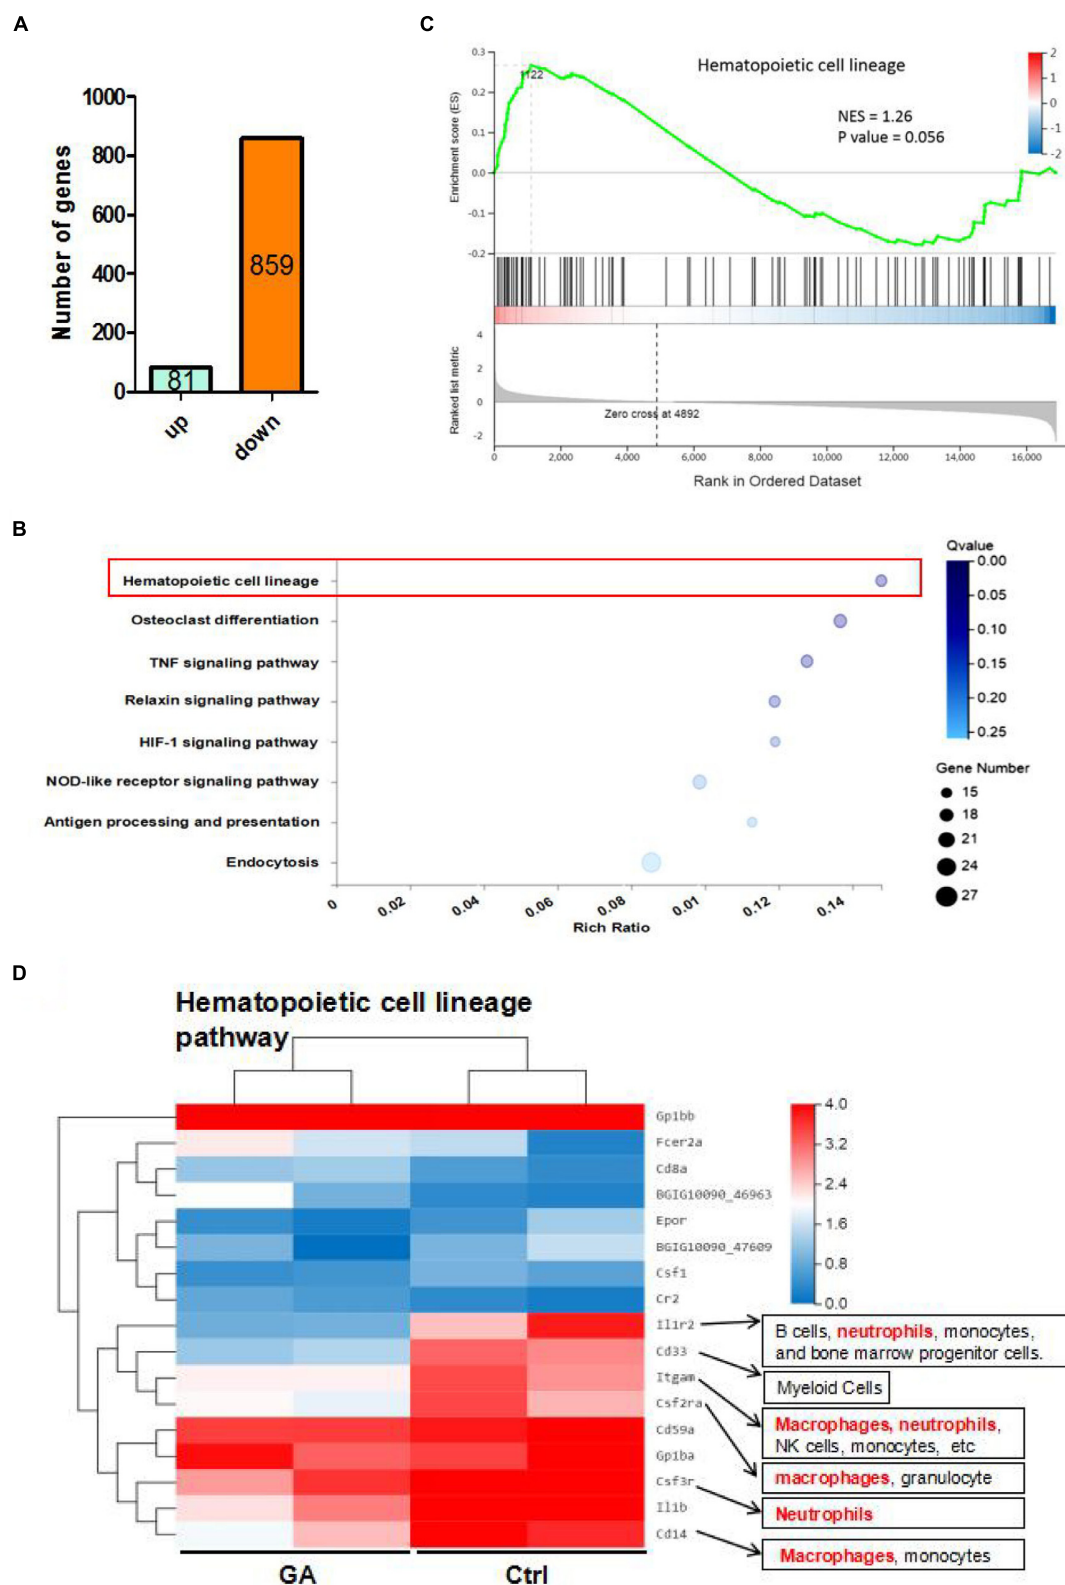 A
1000
800
600
400
200
0
Number of genes
859
81
up
down
C
Hematopoietic cell lineage
NES = 1.26
P value = 0.056
1122
0.3
0.2
0.1
0.0
-0.1
-0.2
Enrichment score (ES)
2
1
0
-1
-2
4
2
0
-2
Ranked list metric
Zero cross at 4892
0
2,000
4,000
6,000
8,000
10,000
12,000
14,000
16,000
Rank in Ordered Dataset
B
Hematopoietic cell lineage
Osteoclast differentiation
TNF signaling pathway
Relaxin signaling pathway
HIF-1 signaling pathway
NOD-like receptor signaling pathway
Antigen processing and presentation
Endocytosis
0
0.02
0.04
0.06
0.08
0.01
0.12
0.14
Rich Ratio
Qvalue
0.00
0.05
0.10
0.15
0.20
0.25
Gene Number
15
18
21
24
27
D
Hematopoietic cell lineage
pathway
Gp1bb
Fcer2a
Cd8a
BGIG10090_46963
Epor
BGIG10090_47609
Csf1
Cr2
Il1r2
Cd33
Itgam
Csf2ra
Cd59a
Gp1ba
Csf3r
Il1b
Cd14
4.0
3.2
2.4
1.6
0.8
0.0
B cells, neutrophils, monocytes,
and bone marrow progenitor cells.
Myeloid Cells
Macrophages, neutrophils,
NK cells, monocytes, etc
macrophages, granulocyte
Neutrophils
Macrophages, monocytes
GA
Ctrl